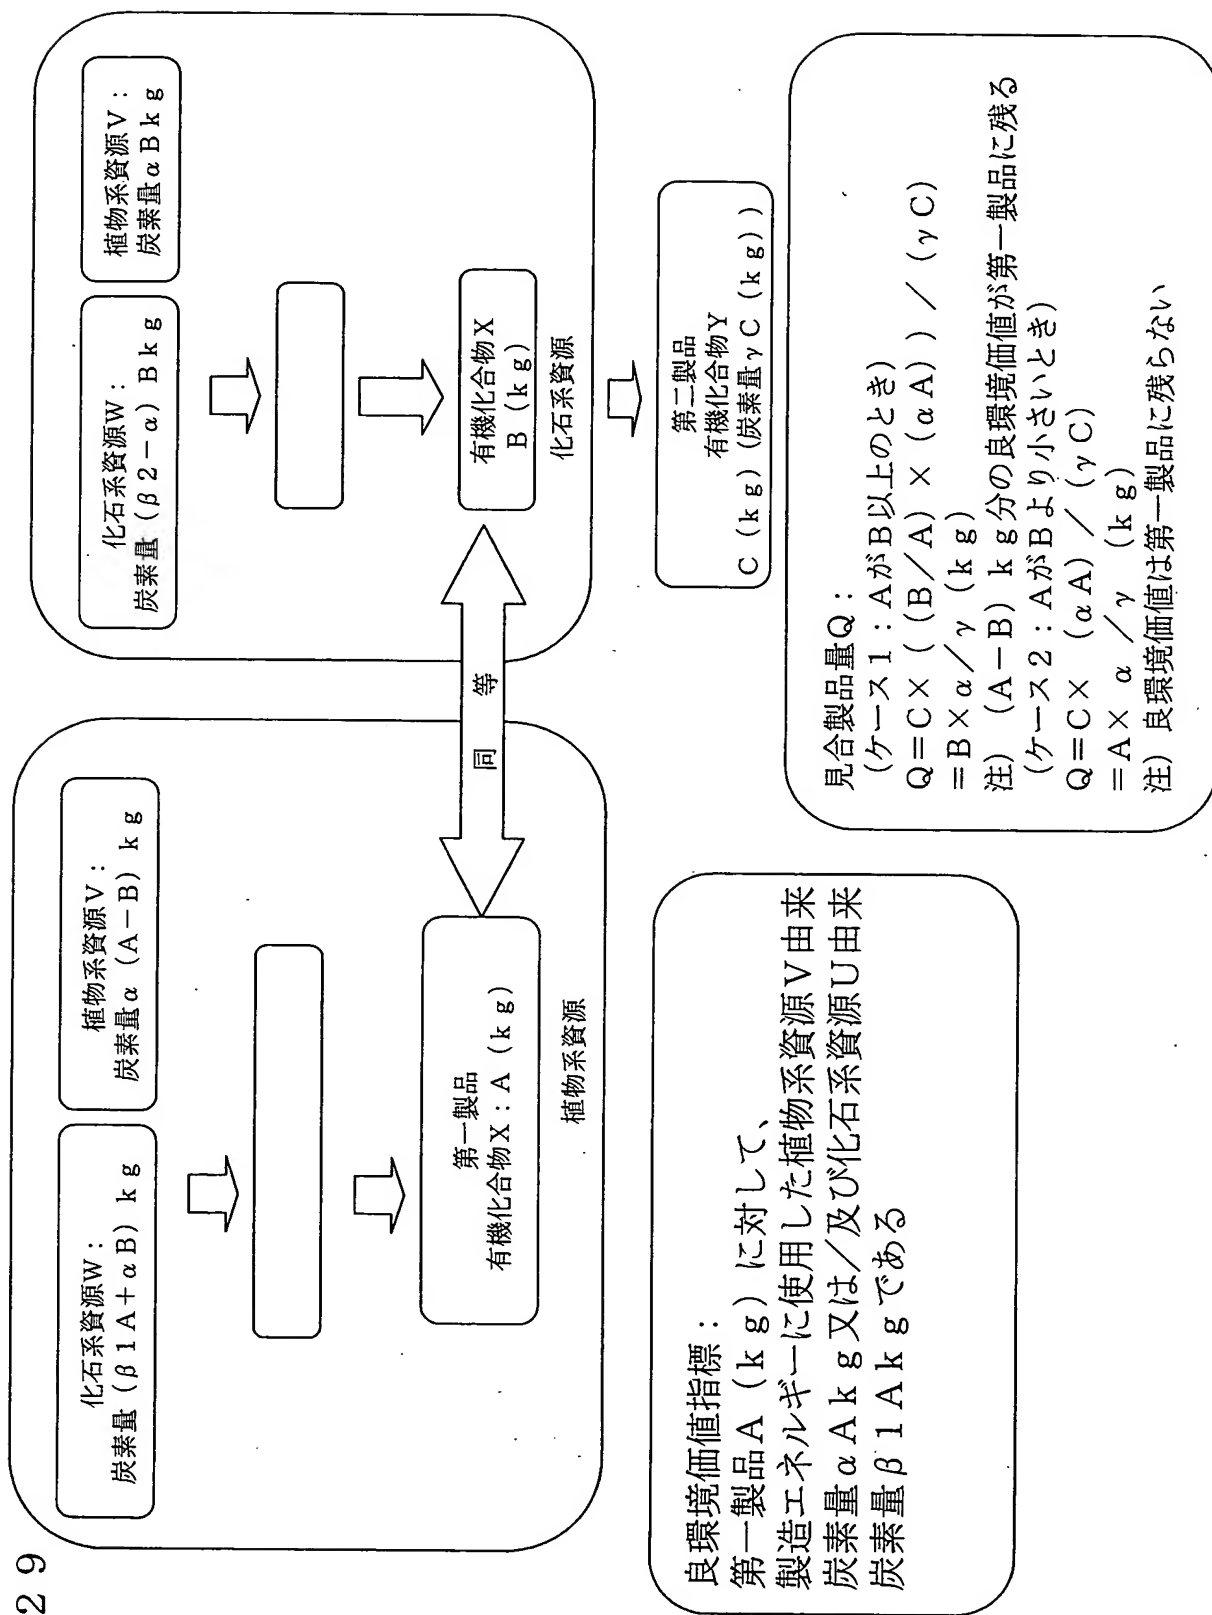 29
化石系資源W:
炭素量(β1A+αB)kg
植物系資源V:
炭素量α(A-B)kg
第一製品
有機化合物X:A(kg)
植物系資源
同 等
化石系資源W:
炭素量(β2-α)Bkg
植物系資源V:
炭素量αBkg
有機化合物X
B(kg)
化石系資源
第二製品
有機化合物Y
C(kg)(炭素量γC(kg))
良環境価値指標:
第一製品A(kg)に対して、
製造エネルギーに使用した植物系資源V由来
炭素量αAkg又は/及び化石系資源U由来
炭素量β1Akgである
見合製品量Q:
(ケース1:AがB以上のとき)
Q=C×((B/A)×(αA))/(γC)
=B×α/γ(kg)
注)(A-B)kg分の良環境価値が第一製品に残る
(ケース2:AがBより小さいとき)
Q=C×(αA)/(γC)
=A×α/γ(kg)
注)良環境価値は第一製品に残らない